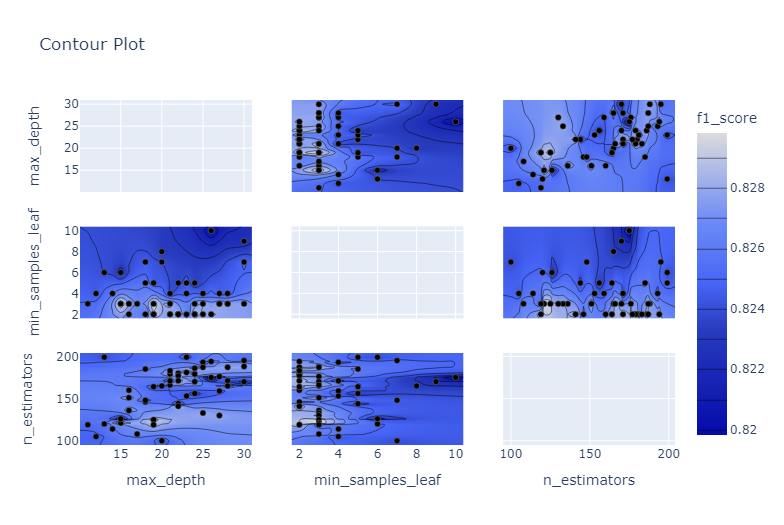 Contour Plot
f1_score
0.828
0.826
0.824
0.822
0.82
max_depth
30
25
20
15
min_samples_leaf
10
8
6
4
2
n_estimators
200
150
100
15 20 25 30
2 4 6 8 10
100 150 200
max_depth
min_samples_leaf
n_estimators